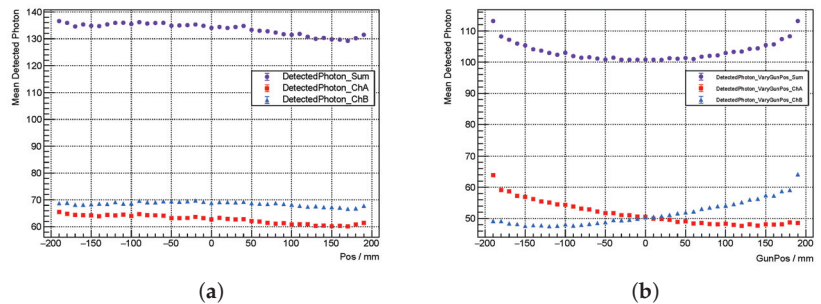 Mean Detected Photon
140
130
120
110
100
90
80
70
60
DetectedPhoton_Sum
DetectedPhoton_ChA
DetectedPhoton_ChB
−200 −150 −100 −50 0 50 100 150 200
Pos / mm
(a)
Mean Detected Photon
110
100
90
80
70
60
50
DetectedPhoton_VaryGunPos_Sum
DetectedPhoton_VaryGunPos_ChA
DetectedPhoton_VaryGunPos_ChB
−200 −150 −100 −50 0 50 100 150 200
GunPos / mm
(b)